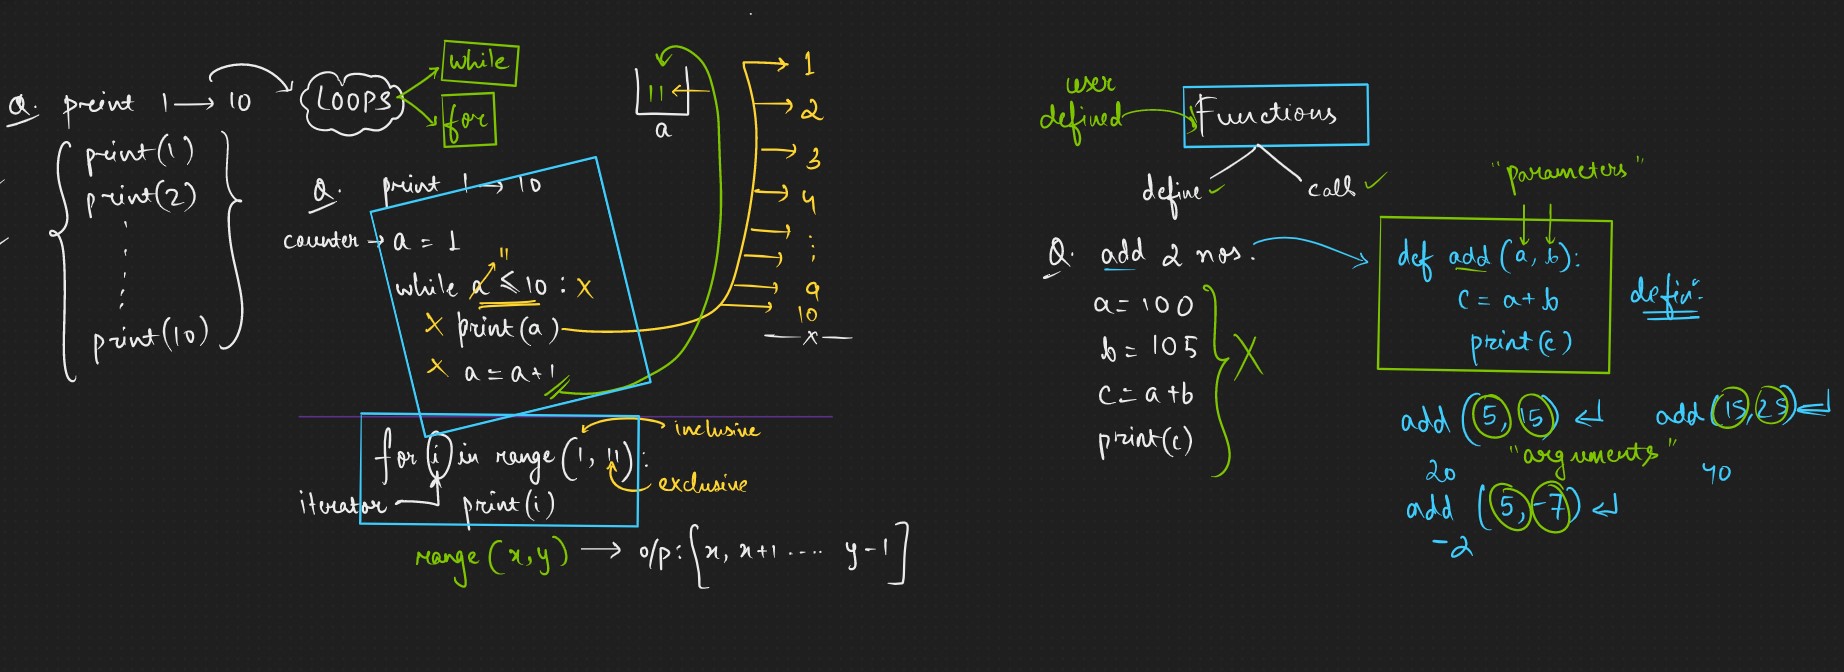 Q. print 1 → 10
LOOPS
while
for
print(1)
print(2)
print(10)
Q. print 1 → 10
counter → a = 1
11
while a ≤ 10 : x
x print(a)
x a = a+1
11
a
1
2
3
4
9
10
x
for i in range (1, 11):
iterator print(i)
inclusive
exclusive
range (x, y) → o/p: [x, x+1 .... y-1]
user
defined
Functions
define ✓
call ✓
Q. add 2 nos.
a = 100
b = 105
c = a+b
print(c)
X
"parameters"
def add (a, b):
c = a+b
print(c)
defin:
add (5, 15) ↵
add (15, 25) ↵
"arguments"
20
40
add (5, -7) ↵
-2